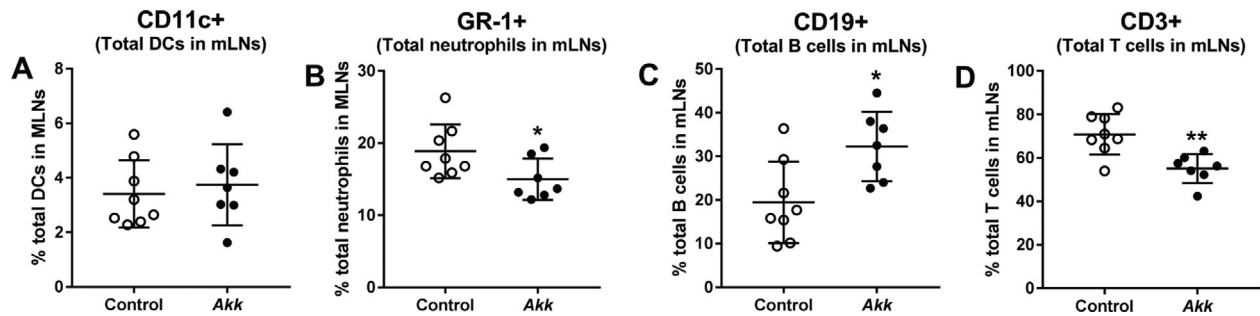 CD11c+
(Total DCs in mLNs)
A
% total DCs in MLNs
8
6
4
2
0
Control
Akk
GR-1+
(Total neutrophils in mLNs)
B
% total neutrophils in MLNs
30
20
10
0
*
Control
Akk
CD19+
(Total B cells in mLNs)
C
% total B cells in mLNs
50
40
30
20
10
0
*
Control
Akk
CD3+
(Total T cells in mLNs)
D
% total T cells in mLNs
100
80
60
40
20
0
**
Control
Akk